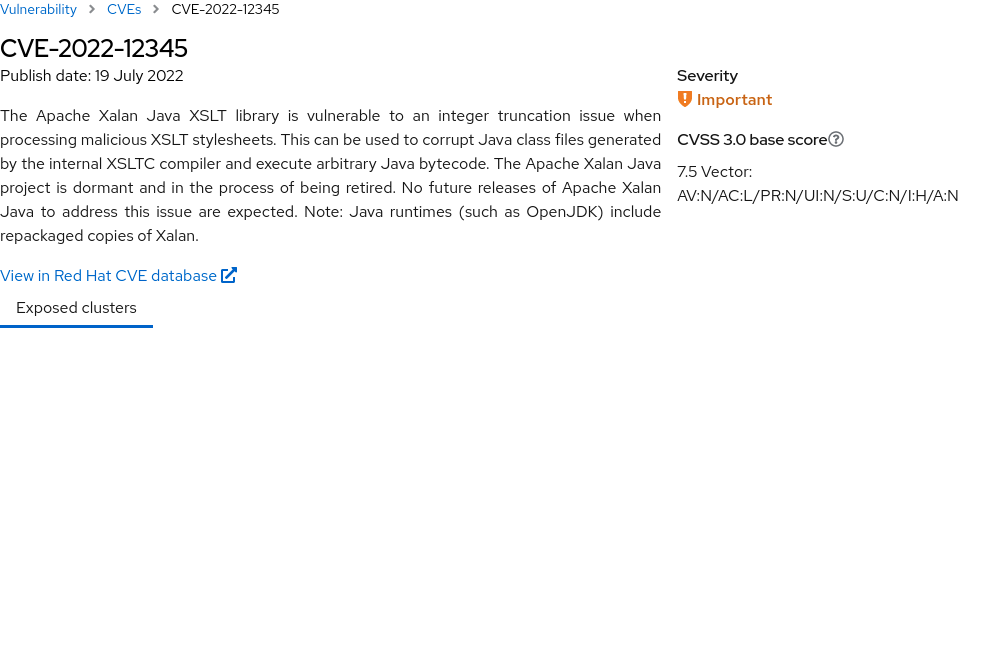 Vulnerability > CVEs > CVE-2022-12345
CVE-2022-12345
Publish date: 19 July 2022
The Apache Xalan Java XSLT library is vulnerable to an integer truncation issue when
processing malicious XSLT stylesheets. This can be used to corrupt Java class files generated
by the internal XSLTC compiler and execute arbitrary Java bytecode. The Apache Xalan Java
project is dormant and in the process of being retired. No future releases of Apache Xalan
Java to address this issue are expected. Note: Java runtimes (such as OpenJDK) include
repackaged copies of Xalan.
View in Red Hat CVE database
Severity
Important
CVSS 3.0 base score
7.5 Vector:
AV:N/AC:L/PR:N/UI:N/S:U/C:N/I:H/A:N
Exposed clusters